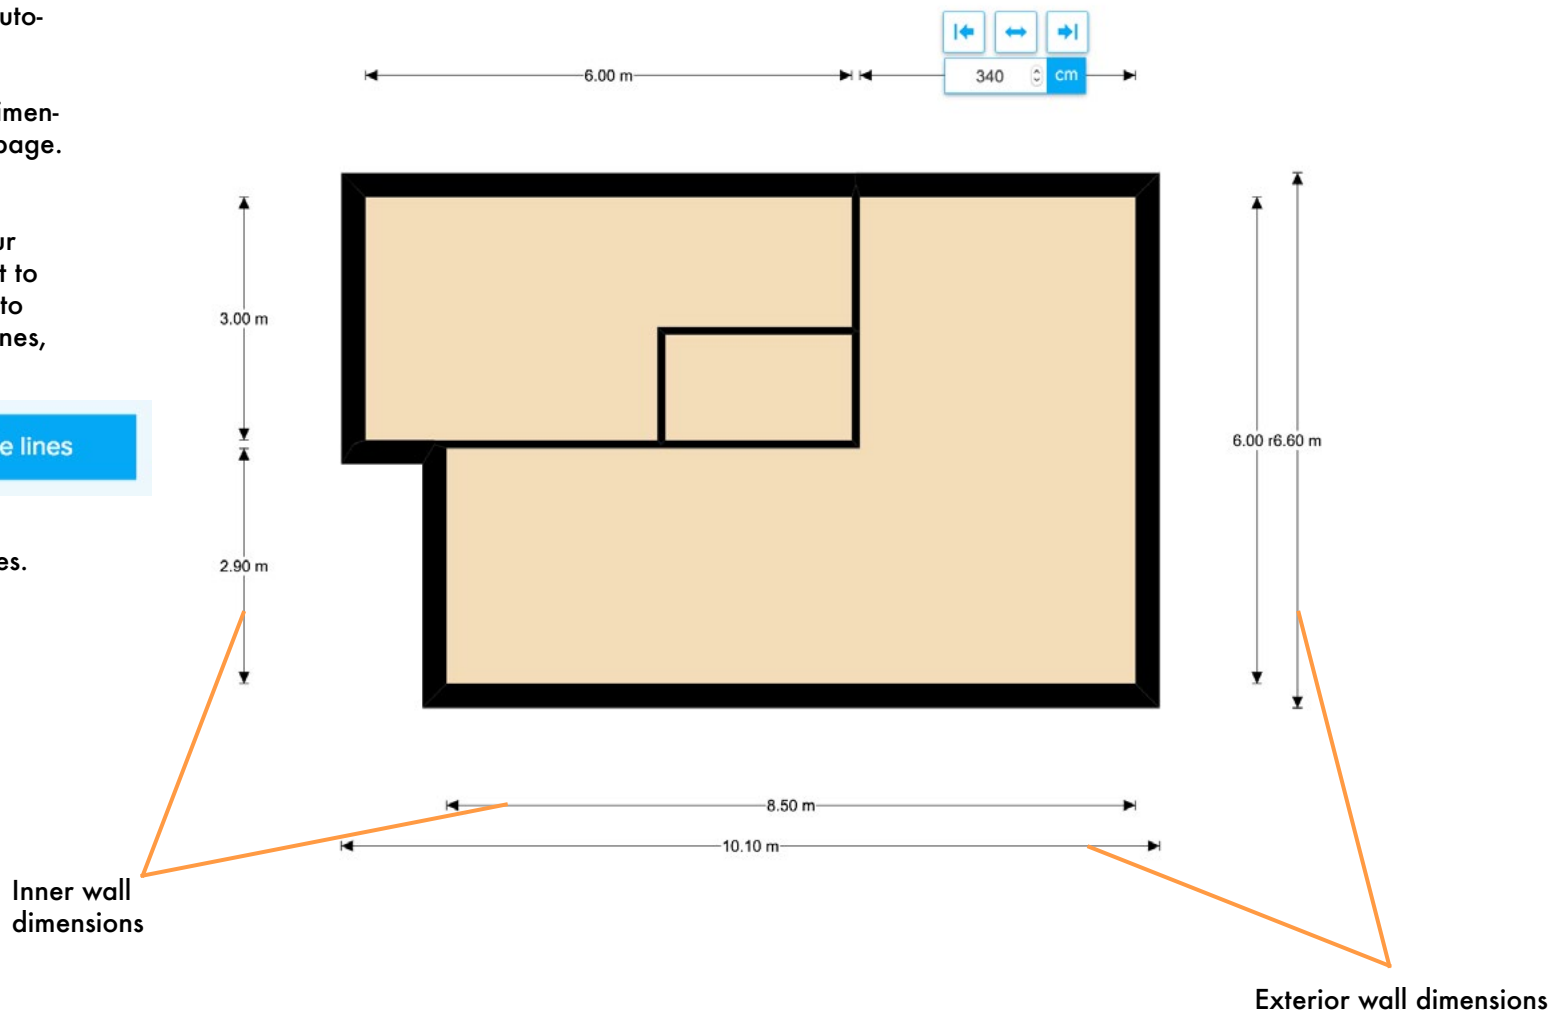 uto-
imen-
page.
ur
t to
to
nes,
e lines
es.
340 cm
6.00 m
3.00 m
6.00 r6.60 m
2.90 m
8.50 m
10.10 m
Inner wall
dimensions
Exterior wall dimensions